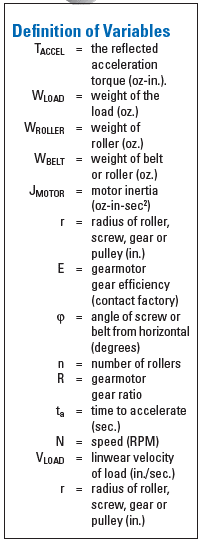 Definition of Variables
TACCEL = the reflected
acceleration
torque (oz-in.).
WLOAD = weight of the
load (oz.)
WROLLER = weight of
roller (oz.)
WBELT = weight of belt
or roller (oz.)
JMOTOR = motor inertia
(oz-in-sec²)
r = radius of roller,
screw, gear or
pulley (in.)
E = gearmotor
gear efficiency
(contact factory)
φ = angle of screw or
belt from horizontal
(degrees)
n = number of rollers
R = gearmotor
gear ratio
ta = time to accelerate
(sec.)
N = speed (RPM)
VLOAD = linwear velocity
of load (in./sec.)
r = radius of roller,
screw, gear or
pulley (in.)